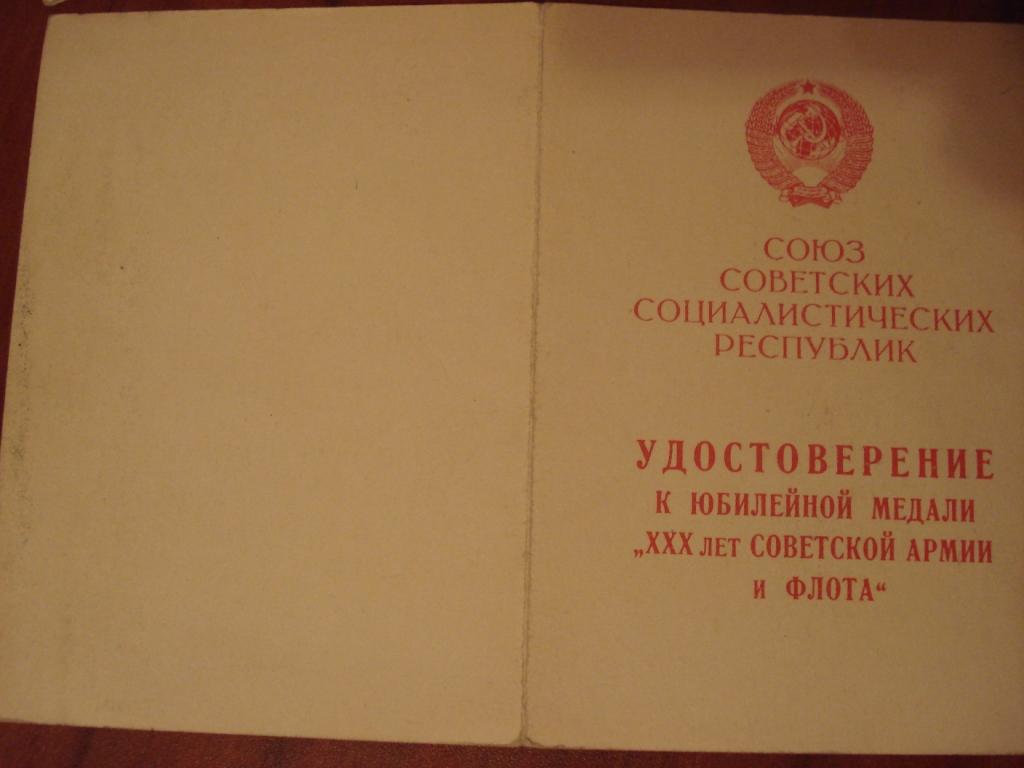 СОЮЗ
СОВЕТСКИХ
СОЦИАЛИСТИЧЕСКИХ
РЕСПУБЛИК
УДОСТОВЕРЕНИЕ
К ЮБИЛЕЙНОЙ МЕДАЛИ
„XXX ЛЕТ СОВЕТСКОЙ АРМИИ
И ФЛОТА“